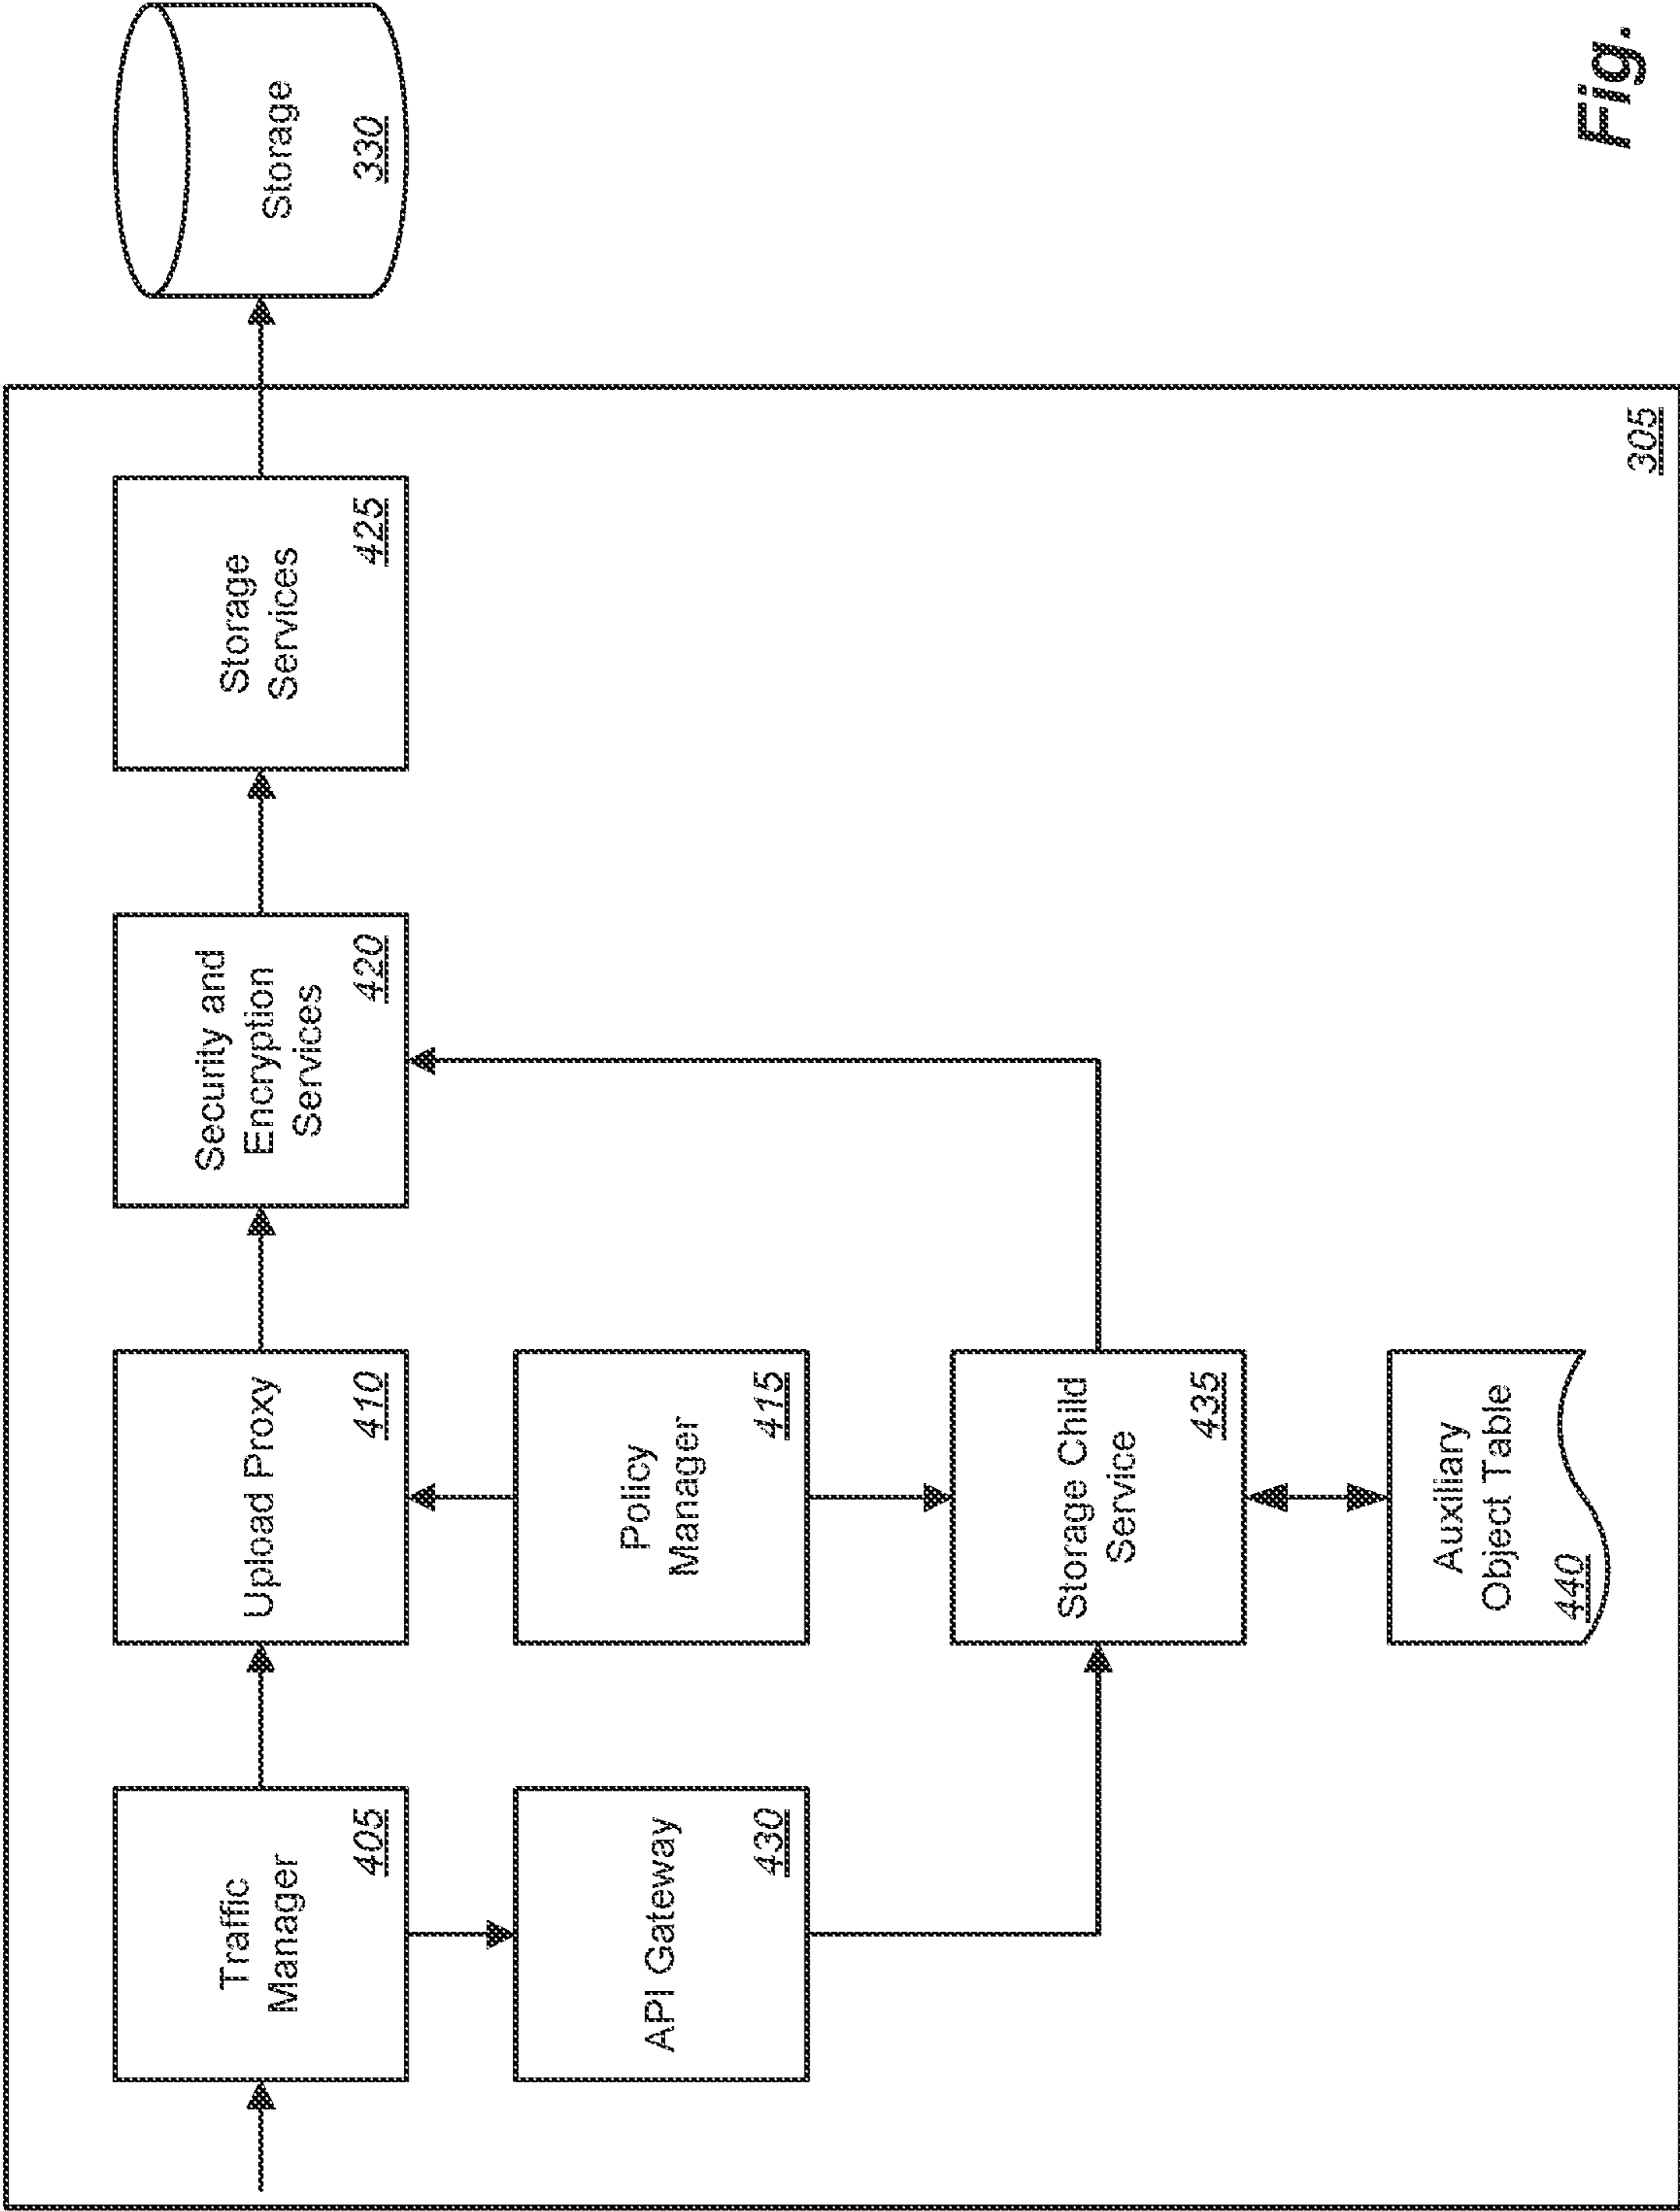 Traffic
Manager
405
Upload Proxy
410
Security and
Encryption
Services
420
Storage
Services
425
Storage
330
API Gateway
430
Policy
Manager
415
Storage Child
Service
435
Auxiliary
Object Table
440
305
Fig.